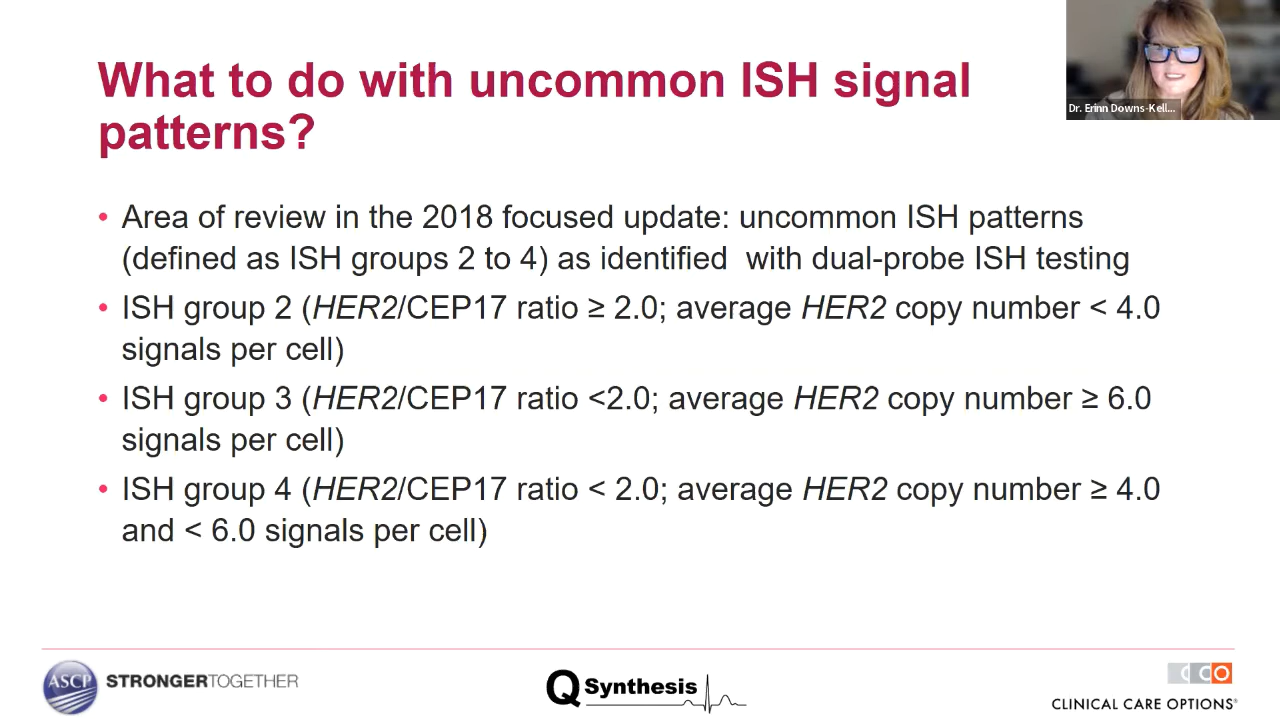 What to do with uncommon ISH signal
patterns?
Dr. Erinn Downs-Kell...
• Area of review in the 2018 focused update: uncommon ISH patterns
(defined as ISH groups 2 to 4) as identified with dual-probe ISH testing
• ISH group 2 (HER2/CEP17 ratio ≥ 2.0; average HER2 copy number < 4.0
signals per cell)
• ISH group 3 (HER2/CEP17 ratio <2.0; average HER2 copy number ≥ 6.0
signals per cell)
• ISH group 4 (HER2/CEP17 ratio < 2.0; average HER2 copy number ≥ 4.0
and < 6.0 signals per cell)
ASCP STRONGERTOGETHER
Q Synthesis
CCO
CLINICAL CARE OPTIONS®